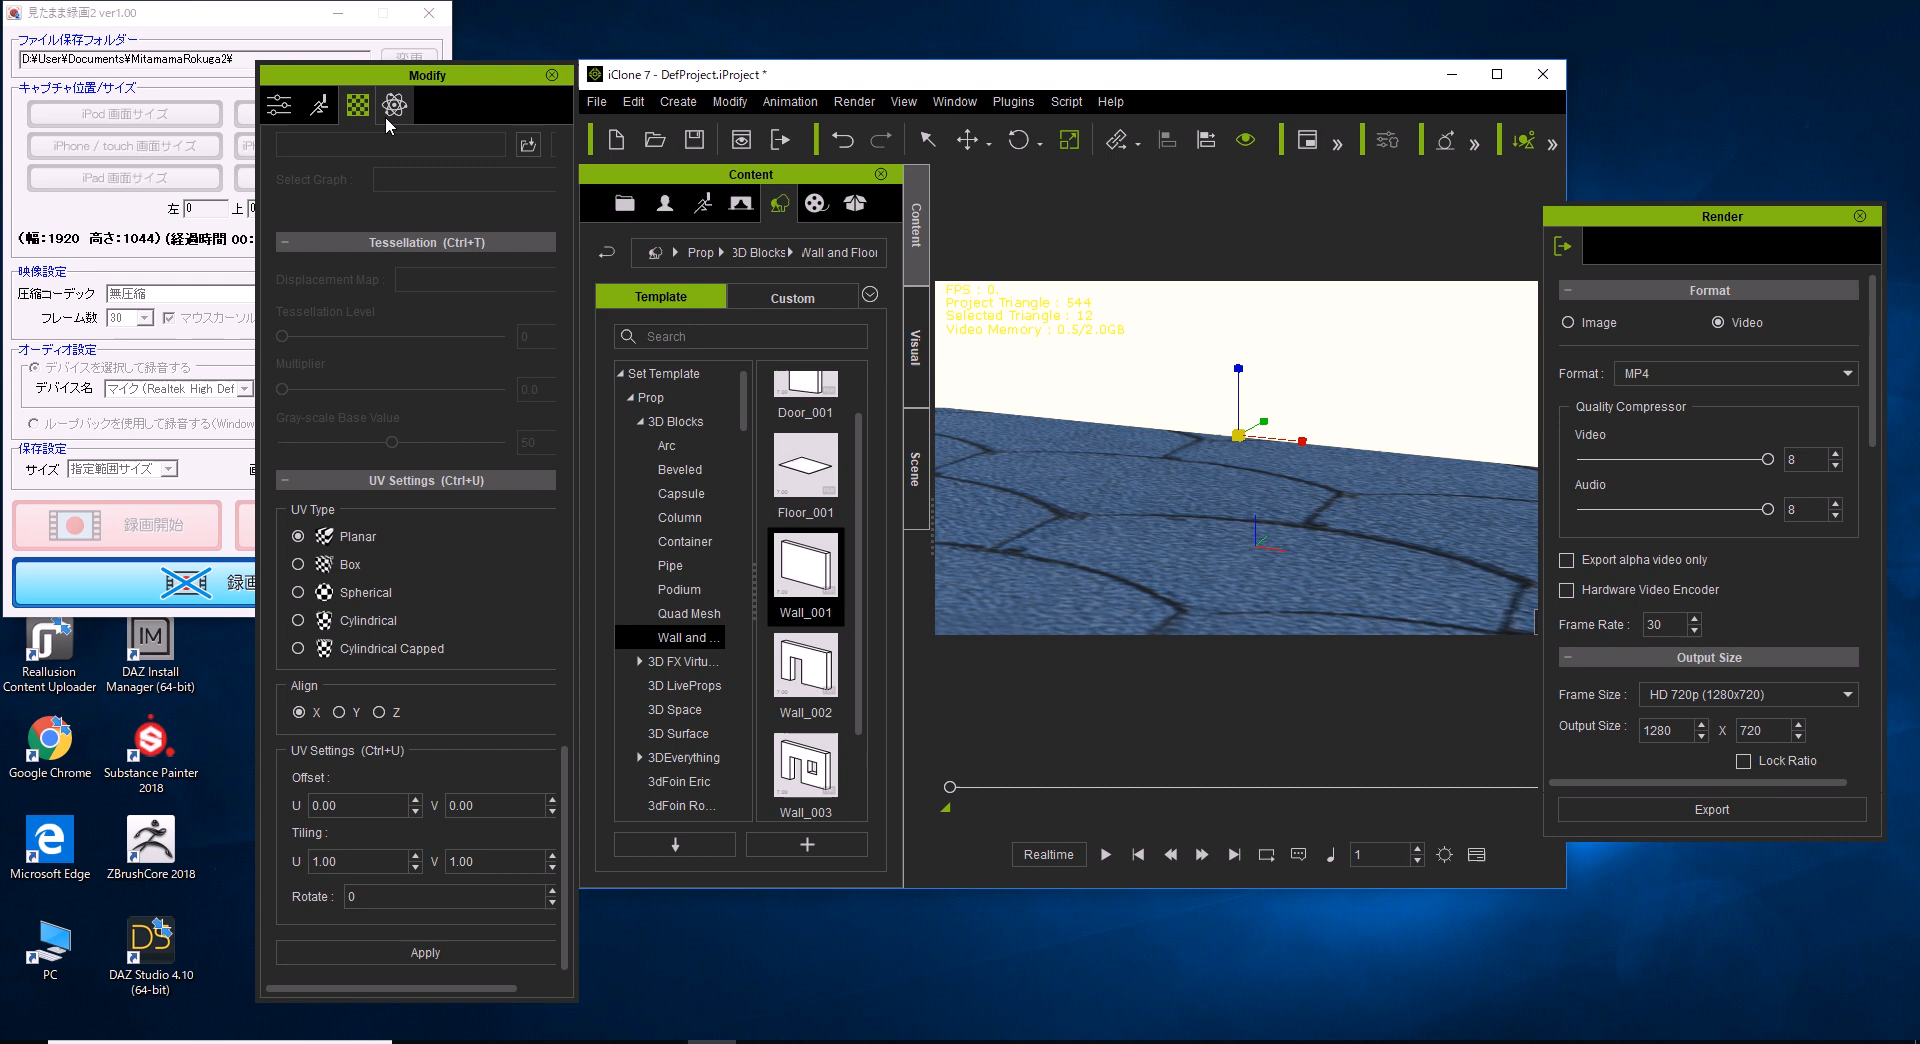 見たまま録画2 ver1.00
ファイル保存フォルダー
D:¥User¥Documents¥MitamamaRokuga2¥
変更
キャプチャ位置/サイズ
iPod 画面サイズ
iPhone / touch 画面サイズ
iPad 画面サイズ
左 0 上
(幅:1920 高さ:1044) (経過時間 00:
映像設定
圧縮コーデック 無圧縮
フレーム数 30 マウスカーソル
オーディオ設定
デバイスを選択して録音する
デバイス名 マイク (Realtek High Def
ループバックを使用して録音する(Window
保存設定
サイズ 指定範囲サイズ
録画開始
録画
Reallusion
Content Uploader
DAZ Install
Manager (64-bit)
Google Chrome
Substance Painter
2018
Microsoft Edge
ZBrushCore 2018
PC
DAZ Studio 4.10
(64-bit)
Modify
Select Graph :
Tessellation (Ctrl+T)
Displacement Map :
Tessellation Level
0
Multiplier
0.0
Gray-scale Base Value
50
UV Settings (Ctrl+U)
UV Type
Planar
Box
Spherical
Cylindrical
Cylindrical Capped
Align
X Y Z
UV Settings (Ctrl+U)
Offset :
U 0.00 V 0.00
Tiling :
U 1.00 V 1.00
Rotate : 0
Apply
iClone 7 - DefProject.iProject *
File Edit Create Modify Animation Render View Window Plugins Script Help
Content
Prop 3D Blocks Wall and Floor
Template Custom
Search
Set Template
Prop
3D Blocks
Arc
Beveled
Capsule
Column
Container
Pipe
Podium
Quad Mesh
Wall and ...
3D FX Virtu...
3D LiveProps
3D Space
3D Surface
3DEverything
3dFoin Eric
3dFoin Ro...
Door_001
7.00
Floor_001
Wall_001
7.00
Wall_002
7.00
Wall_003
Content
Visual
Scene
FPS : 0.
Project Triangle : 544
Selected Triangle : 12
Video Memory : 0.5/2.0GB
Realtime
1
Render
Format
Image Video
Format : MP4
Quality Compressor
Video
8
Audio
8
Export alpha video only
Hardware Video Encoder
Frame Rate : 30
Output Size
Frame Size : HD 720p (1280x720)
Output Size : 1280 X 720
Lock Ratio
Export